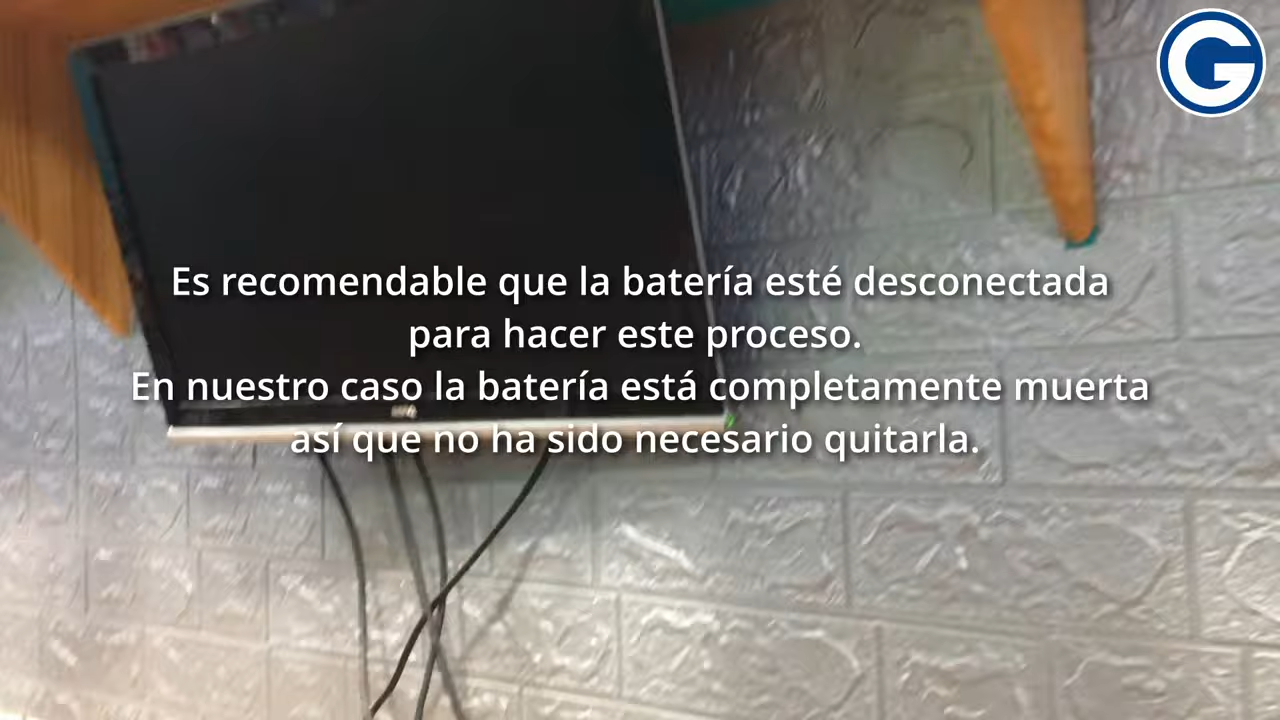 G
Es recomendable que la batería esté desconectada
para hacer este proceso.
En nuestro caso la batería está completamente muerta
así que no ha sido necesario quitarla.